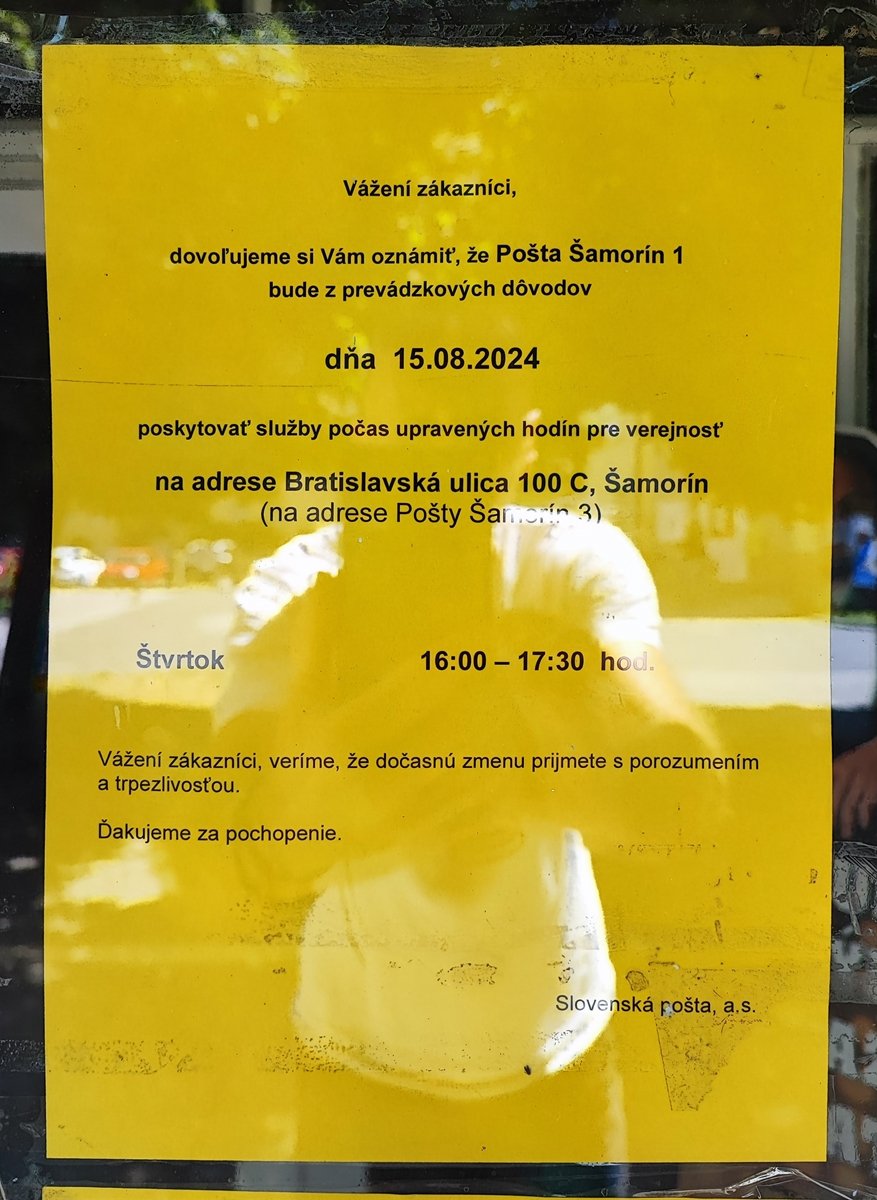 Vážení zákazníci,
dovoľujeme si Vám oznámiť, že Pošta Šamorín 1
bude z prevádzkových dôvodov
dňa 15.08.2024
poskytovať služby počas upravených hodín pre verejnosť
na adrese Bratislavská ulica 100 C, Šamorín
(na adrese Pošty Šamorín 3)
Štvrtok 16:00 – 17:30 hod.
Vážení zákazníci, veríme, že dočasnú zmenu prijmete s porozumením
a trpezlivosťou.
Ďakujeme za pochopenie.
Slovenská pošta, a.s.